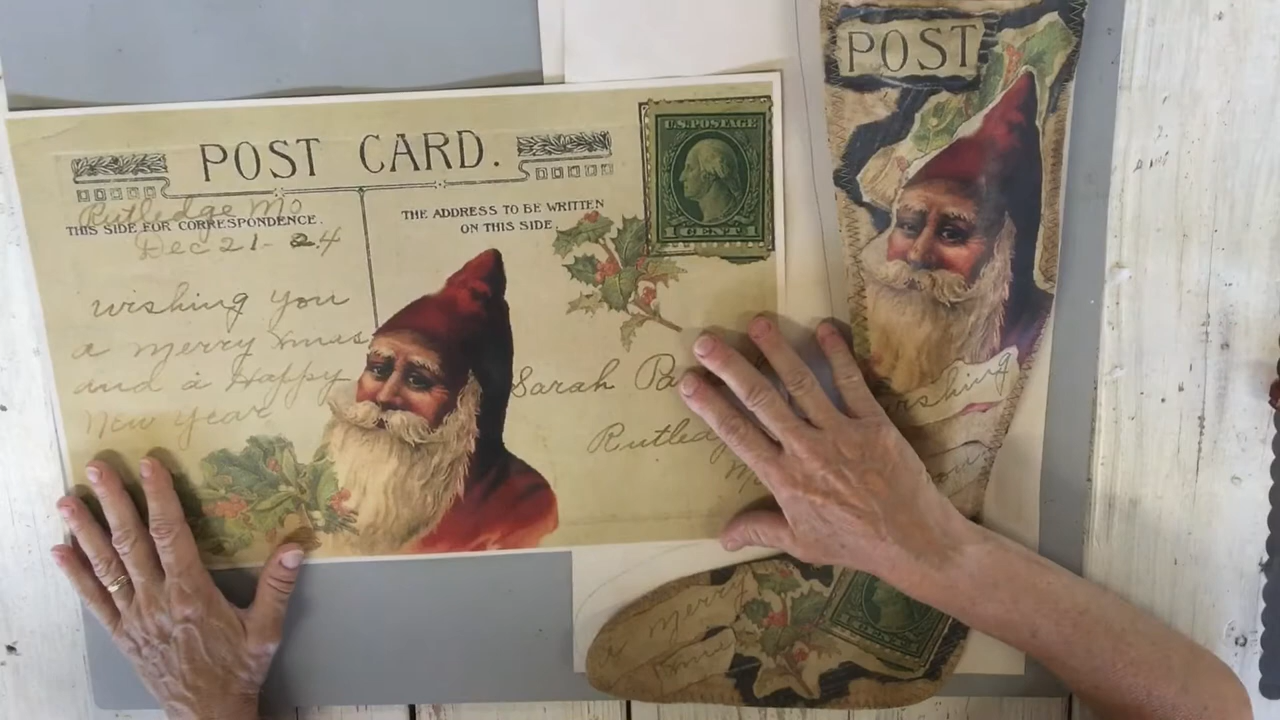 POST CARD.
U.S. POSTAGE
1 CENT 1
Rutledge Mo
THIS SIDE FOR CORRESPONDENCE.
Dec 21- 24
THE ADDRESS TO BE WRITTEN
ON THIS SIDE.
wishing you
a merry Xmas
and a Happy
New Year
Sarah
POST
wishing
merry
a Xmas